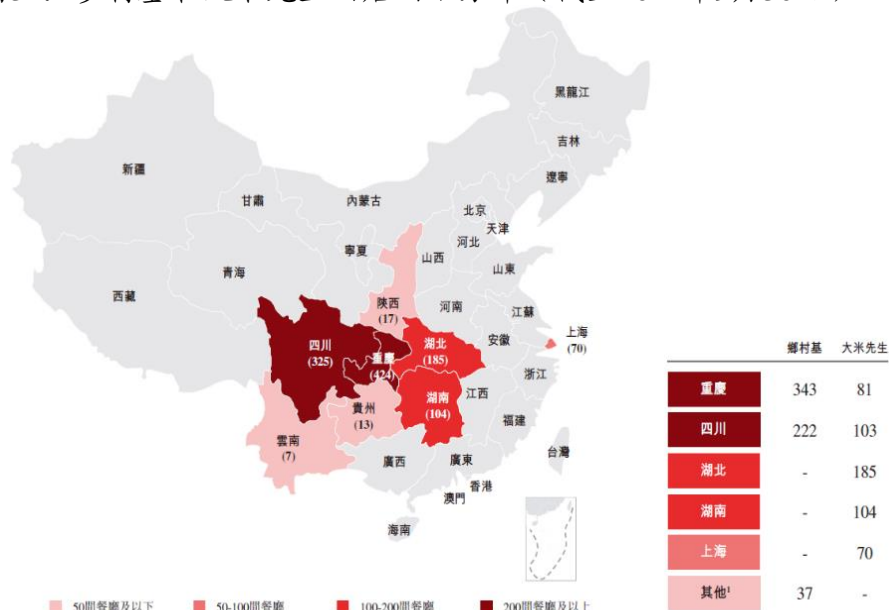 黑龍江
吉林
遼寧
新疆
甘肅
內蒙古
北京
天津
河北
寧夏
山西
山東
青海
陝西
(17)
河南
江蘇
西藏
四川
(325)
重慶
(424)
湖北
(185)
安徽
上海
(70)
浙江
湖南
(104)
江西
貴州
(13)
福建
雲南
(7)
台灣
廣西
廣東
香港
澳門
海南
50間餐廳及以下
50-100間餐廳
100-200間餐廳
200間餐廳及以上
鄉村基 大米先生
重慶 343 81
四川 222 103
湖北 - 185
湖南 - 104
上海 - 70
其他¹ 37 -